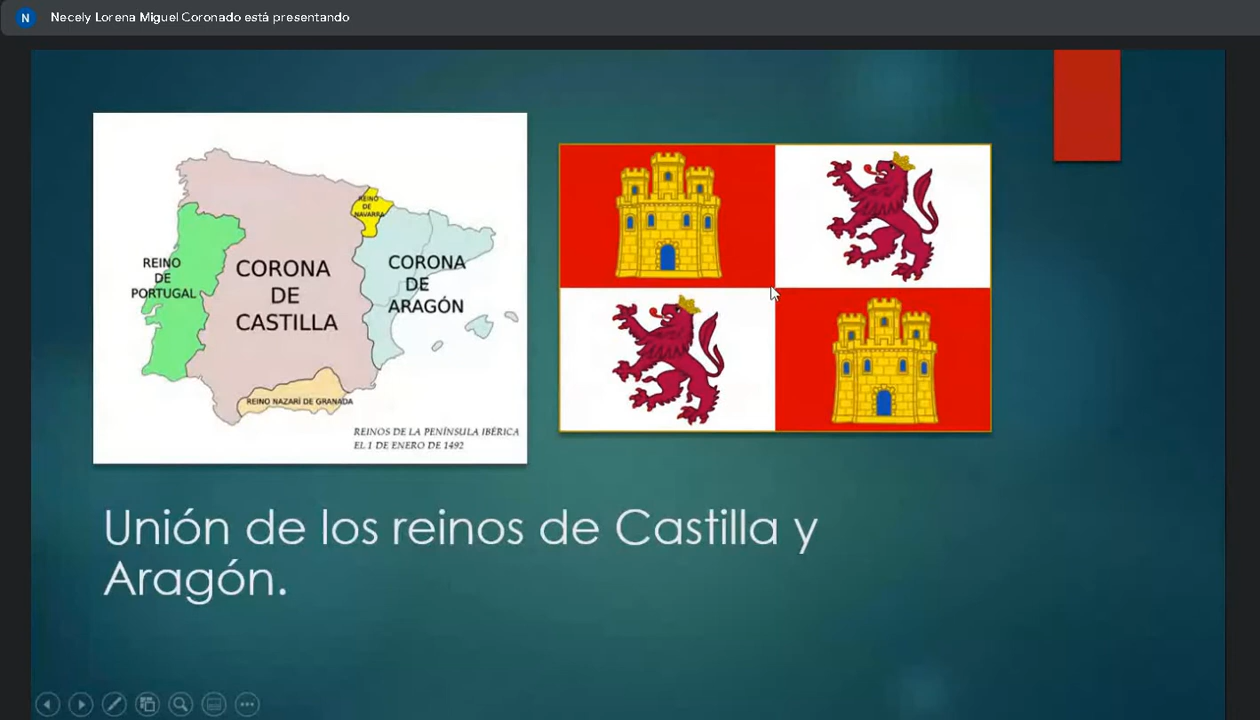 N
Necely Lorena Miguel Coronado está presentando
REINO
DE
NAVARRA
REINO
DE
PORTUGAL
CORONA
DE
CASTILLA
CORONA
DE
ARAGÓN
REINO NAZARÍ DE GRANADA
REINOS DE LA PENÍNSULA IBÉRICA
EL 1 DE ENERO DE 1492
Unión de los reinos de Castilla y
Aragón.